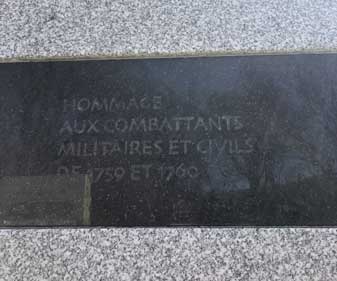 HOMMAGE
AUX COMBATTANTS
MILITAIRES ET CIVILS
DE 1759 ET 1760